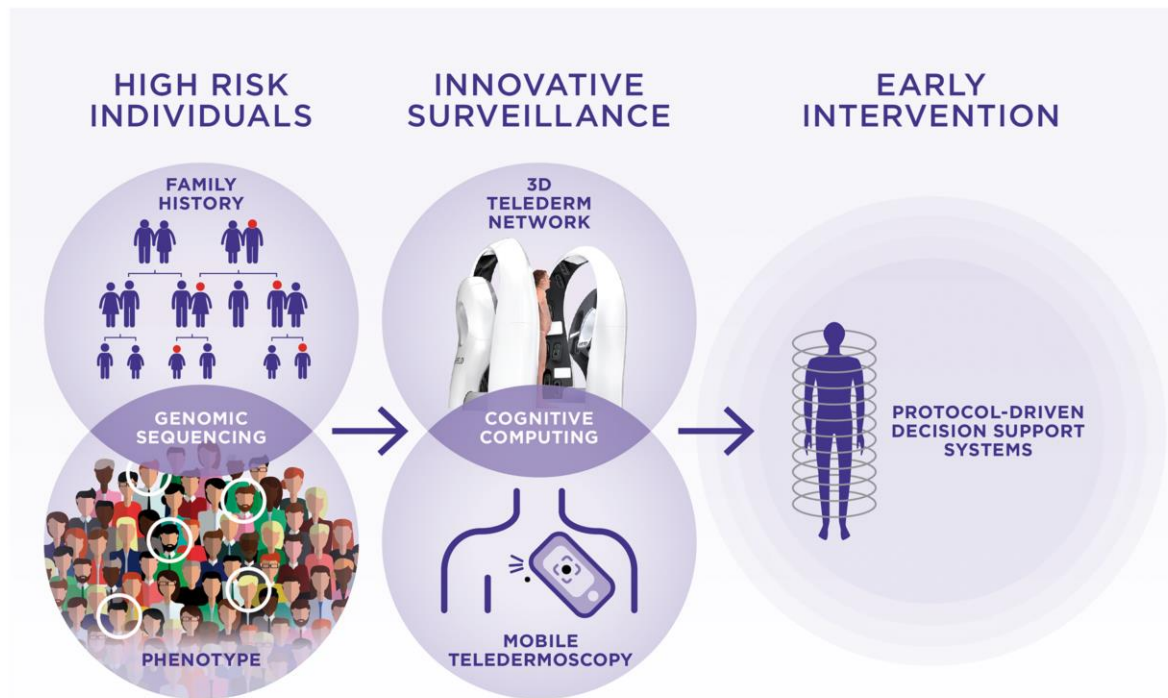 HIGH RISK
INDIVIDUALS
FAMILY
HISTORY
GENOMIC
SEQUENCING
PHENOTYPE
INNOVATIVE
SURVEILLANCE
3D
TELEDERM
NETWORK
COGNITIVE
COMPUTING
MOBILE
TELEDERMOSCOPY
EARLY
INTERVENTION
PROTOCOL-DRIVEN
DECISION SUPPORT
SYSTEMS